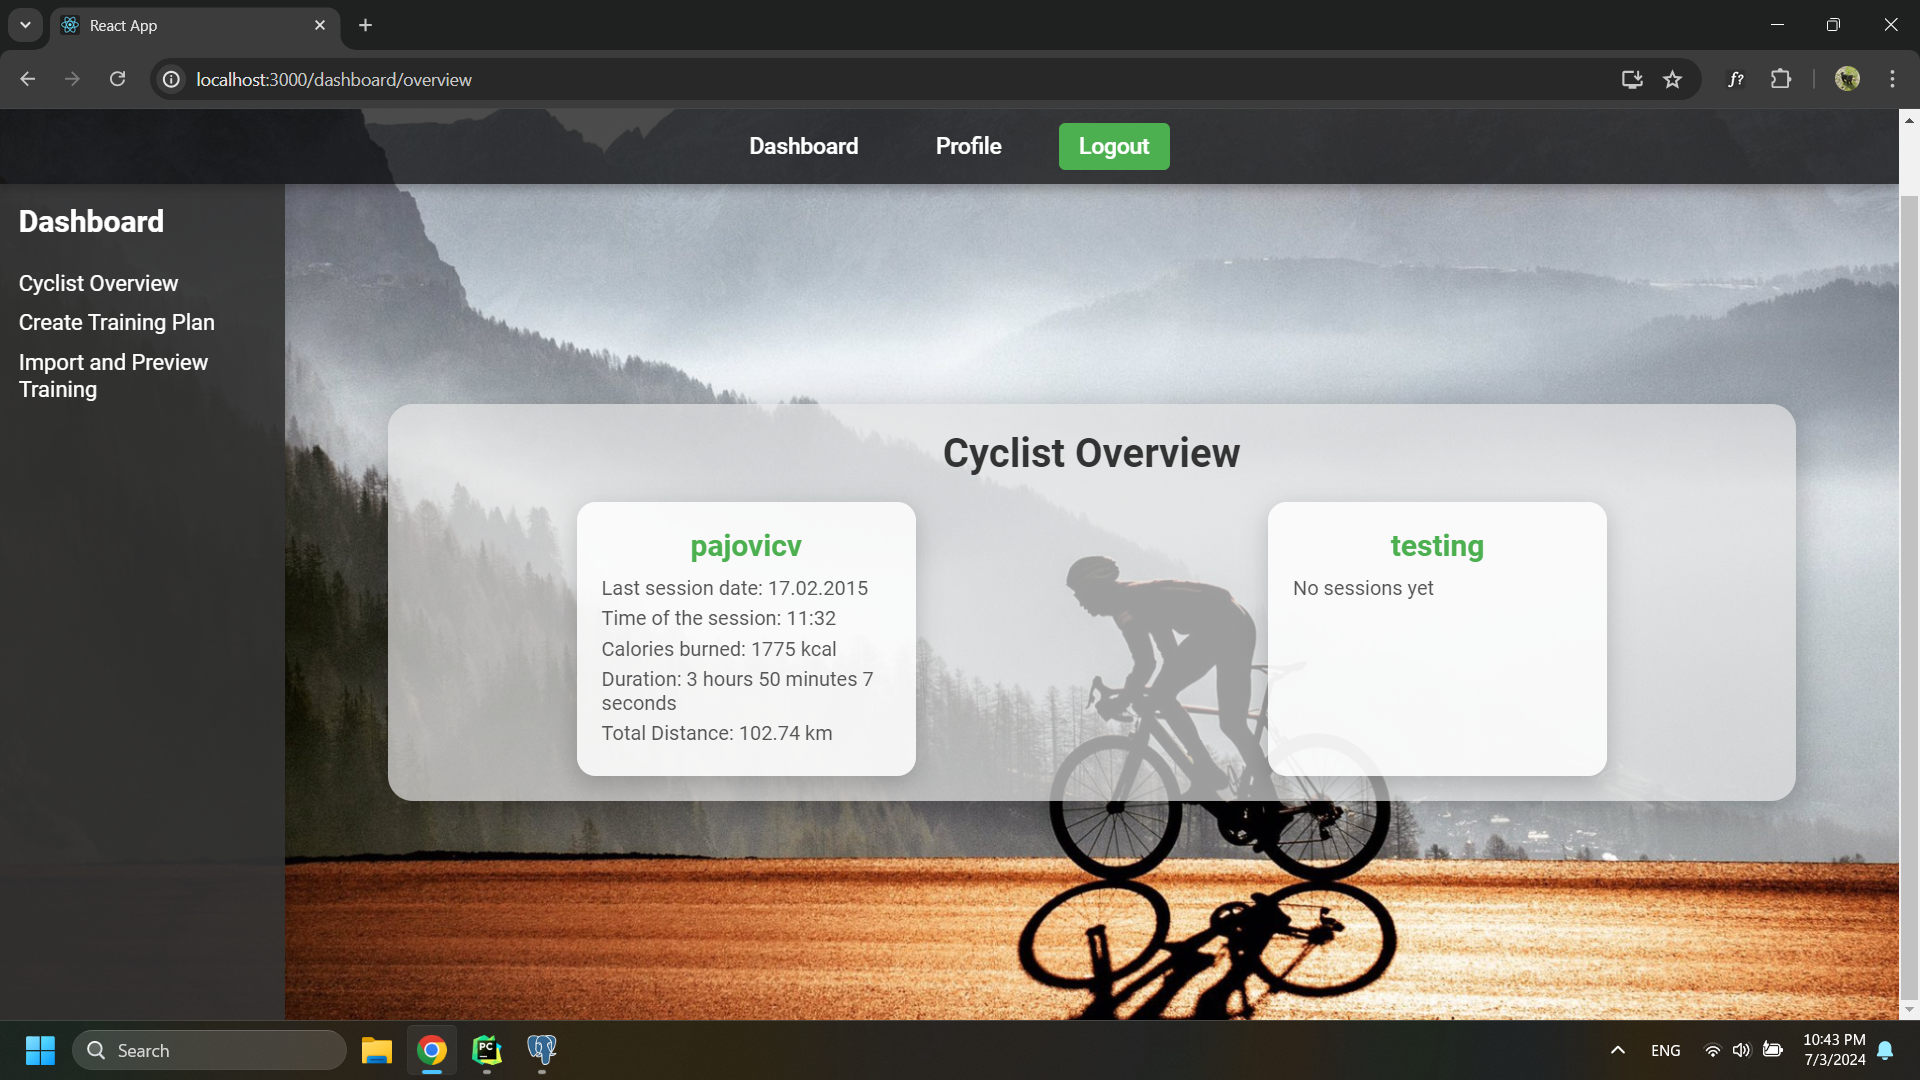 React App
localhost:3000/dashboard/overview
f?
Dashboard
Profile
Logout
Dashboard
Cyclist Overview
Create Training Plan
Import and Preview
Training
Cyclist Overview
pajovicv
Last session date: 17.02.2015
Time of the session: 11:32
Calories burned: 1775 kcal
Duration: 3 hours 50 minutes 7
seconds
Total Distance: 102.74 km
testing
No sessions yet
Search
PC
ENG
10:43 PM
7/3/2024